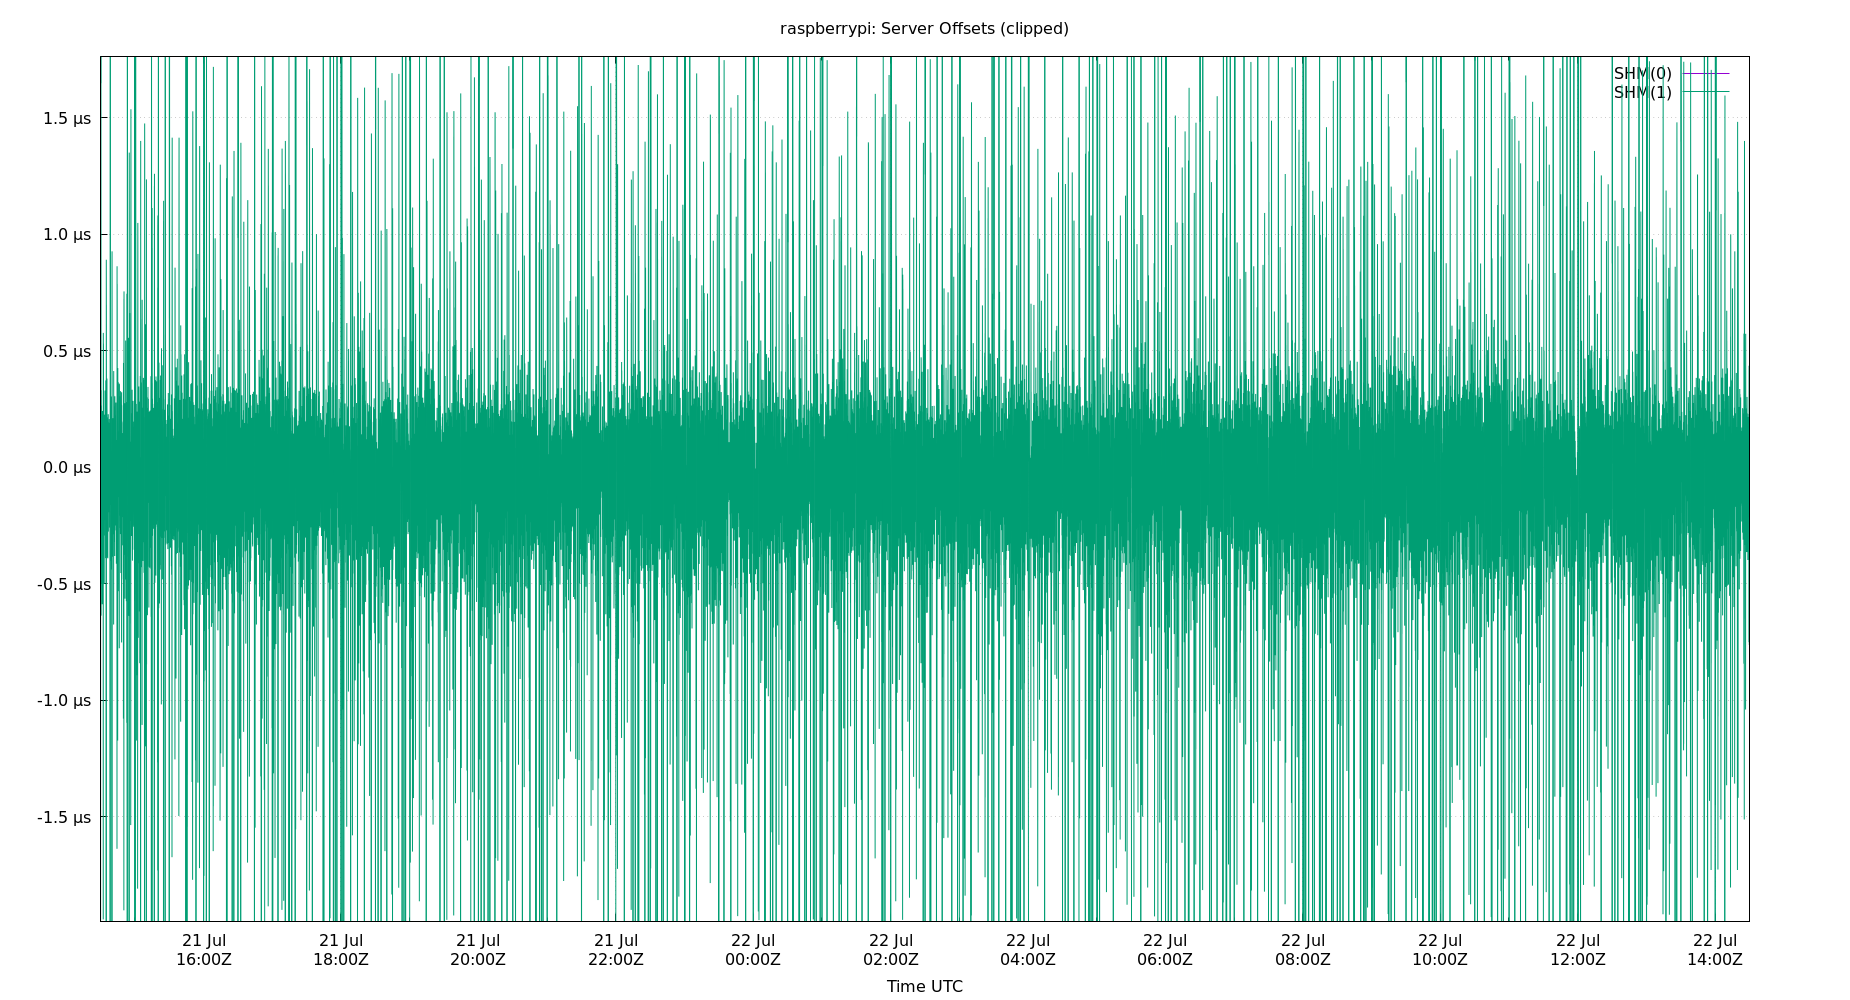 raspberrypi: Server Offsets (clipped)
SHM(0)
SHM(1)
1.5 µs
1.0 µs
0.5 µs
0.0 µs
-0.5 µs
-1.0 µs
-1.5 µs
21 Jul 21 Jul 21 Jul 21 Jul 22 Jul 22 Jul 22 Jul 22 Jul 22 Jul 22 Jul 22 Jul 22 Jul
16:00Z 18:00Z 20:00Z 22:00Z 00:00Z 02:00Z 04:00Z 06:00Z 08:00Z 10:00Z 12:00Z 14:00Z
Time UTC